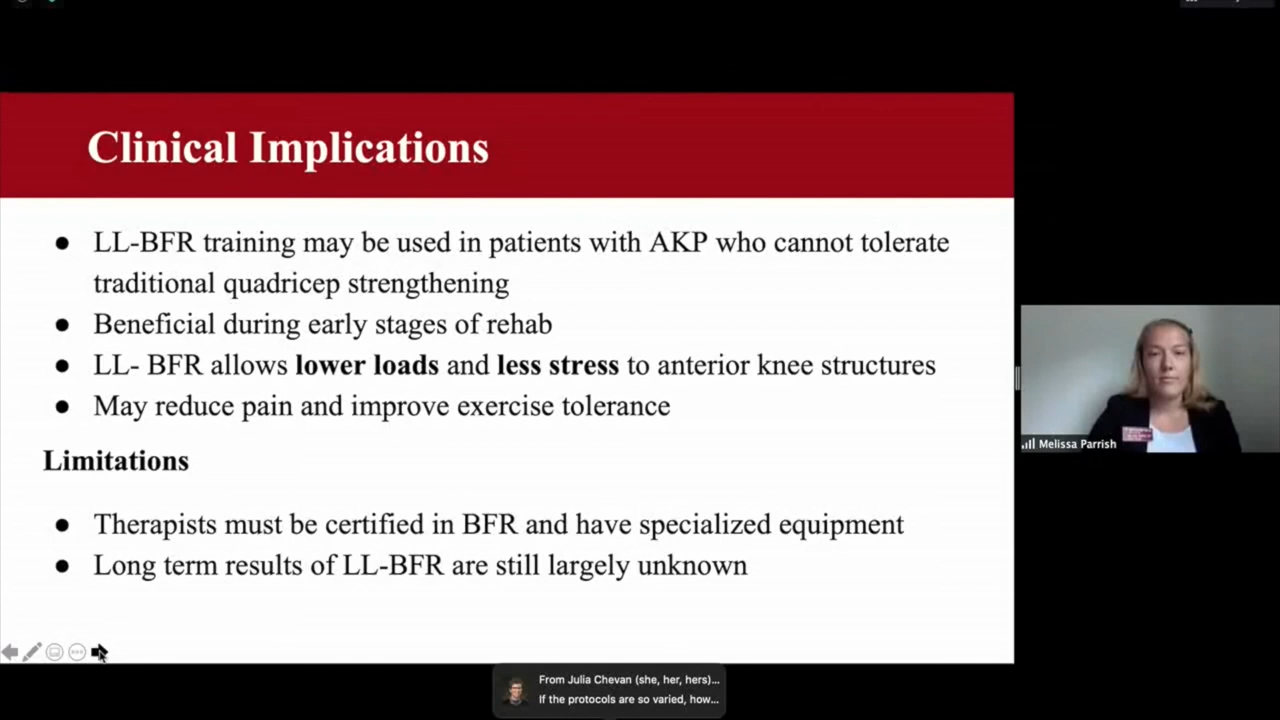 Clinical Implications
● LL-BFR training may be used in patients with AKP who cannot tolerate
traditional quadricep strengthening
● Beneficial during early stages of rehab
● LL- BFR allows lower loads and less stress to anterior knee structures
● May reduce pain and improve exercise tolerance
Limitations
● Therapists must be certified in BFR and have specialized equipment
● Long term results of LL-BFR are still largely unknown
Melissa Parrish
From Julia Chevan (she, her, hers)...
If the protocols are so varied, how...